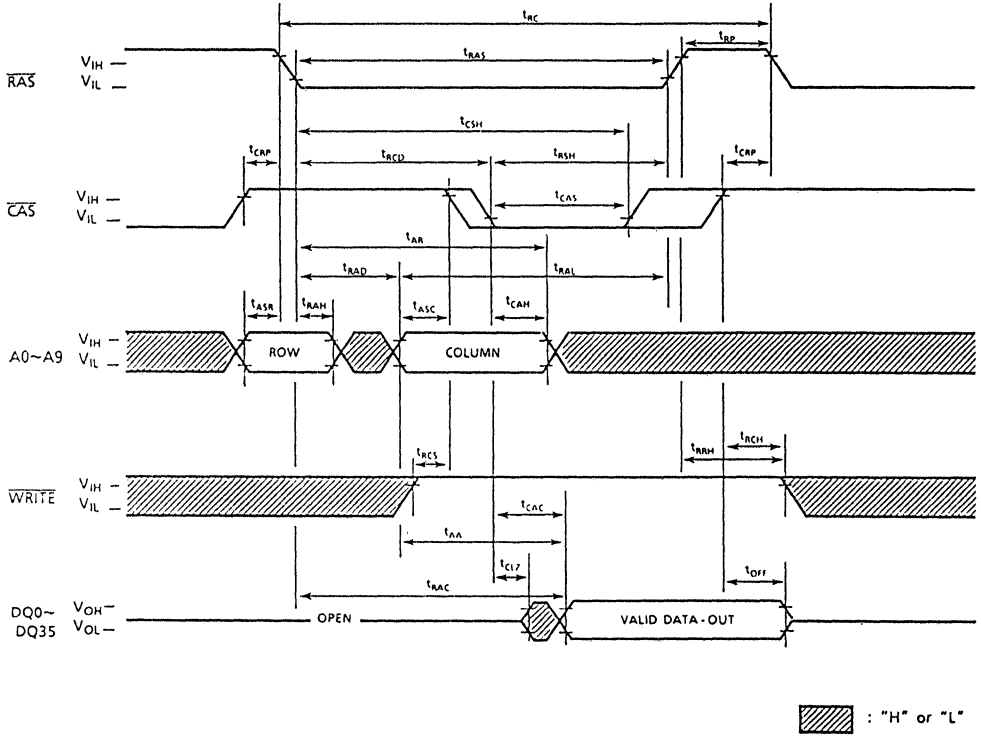 tRC
tRP
tRAS
RAS
VIH
VIL
tCSH
tCRP
tRCD
tRSH
tCRP
CAS
VIH
VIL
tCAS
tAR
tRAD
tRAL
tASR
tRAH
tASC
tCAH
A0~A9
VIH
VIL
ROW
COLUMN
tRCH
tRRH
tRCS
WRITE
VIH
VIL
tCAC
tAA
tCLZ
tOFF
tRAC
DQ0~
DQ35
VOH
VOL
OPEN
VALID DATA-OUT
: "H" or "L"